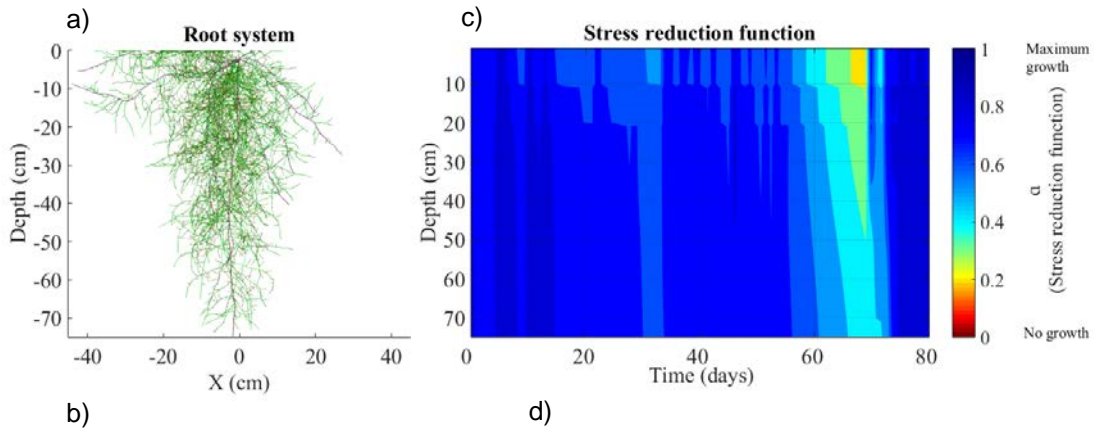 a)
Root system
0
-10
-20
-30
-40
-50
-60
-70
Depth (cm)
-40 -20 0 20 40
X (cm)
b)
c)
Stress reduction function
10
20
30
40
50
60
70
Depth (cm)
0 20 40 60 80
Time (days)
1
0.8
0.6
0.4
0.2
0
Maximum
growth
α
(Stress reduction function)
No growth
d)